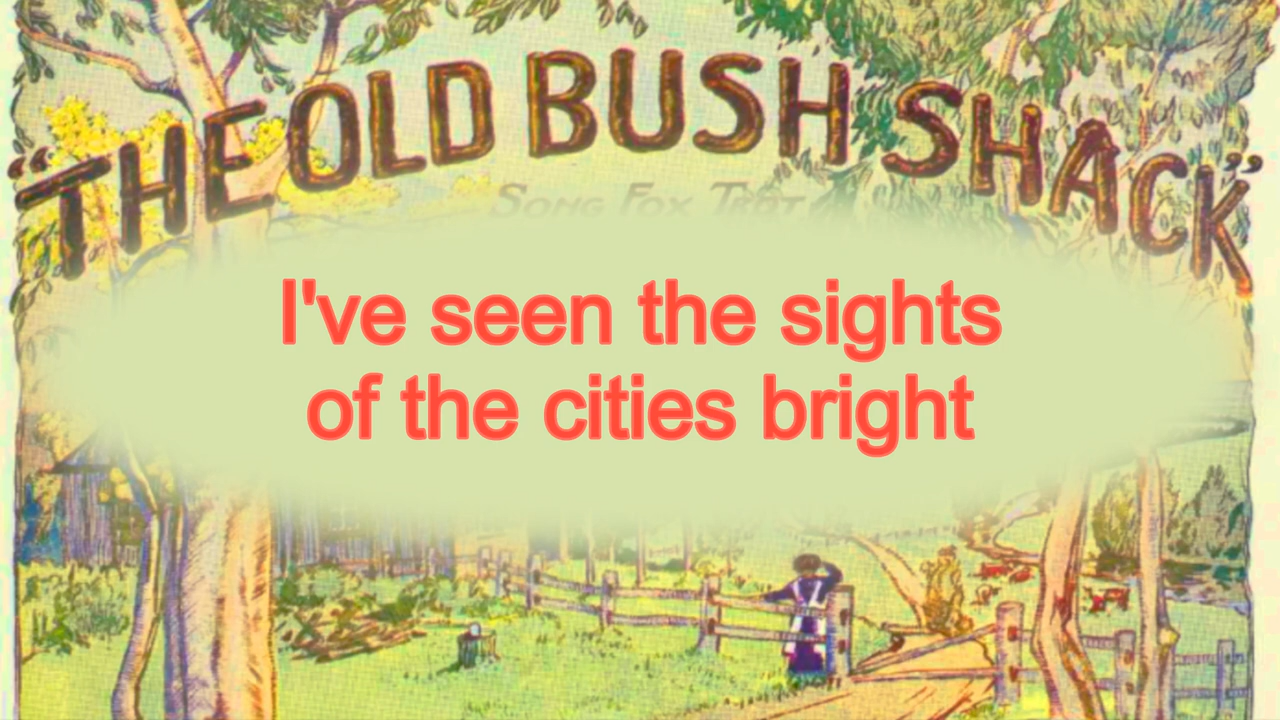 "THE OLD BUSH SHACK"
SONG FOX TROT
I've seen the sights
of the cities bright